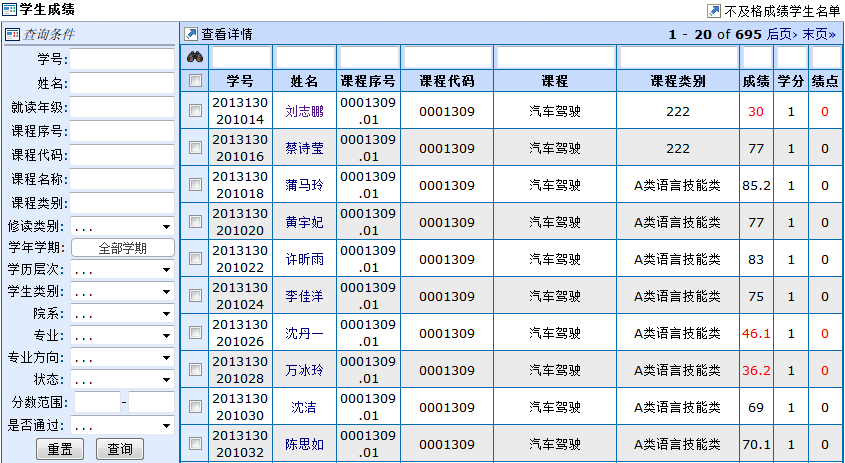 学生成绩
不及格成绩学生名单
查询条件
学号:
姓名:
就读年级:
课程序号:
课程代码:
课程名称:
课程类别:
修读类别: ...
学年学期: 全部学期
学历层次: ...
学生类别: ...
院系: ...
专业: ...
专业方向: ...
状态: ...
分数范围: -
是否通过: ...
重置 查询
查看详情 1 - 20 of 695 后页› 末页»
学号 姓名 课程序号 课程代码 课程 课程类别 成绩 学分 绩点
2013130201014 刘志鹏 0001309.01 0001309 汽车驾驶 222 30 1 0
2013130201016 蔡诗莹 0001309.01 0001309 汽车驾驶 222 77 1 0
2013130201018 蒲马玲 0001309.01 0001309 汽车驾驶 A类语言技能类 85.2 1 0
2013130201020 黄宇妃 0001309.01 0001309 汽车驾驶 A类语言技能类 77 1 0
2013130201022 许昕雨 0001309.01 0001309 汽车驾驶 A类语言技能类 83 1 0
2013130201024 李佳洋 0001309.01 0001309 汽车驾驶 A类语言技能类 75 1 0
2013130201026 沈丹一 0001309.01 0001309 汽车驾驶 A类语言技能类 46.1 1 0
2013130201028 万冰玲 0001309.01 0001309 汽车驾驶 A类语言技能类 36.2 1 0
2013130201030 沈洁 0001309.01 0001309 汽车驾驶 A类语言技能类 69 1 0
2013130201032 陈思如 0001309.01 0001309 汽车驾驶 A类语言技能类 70.1 1 0